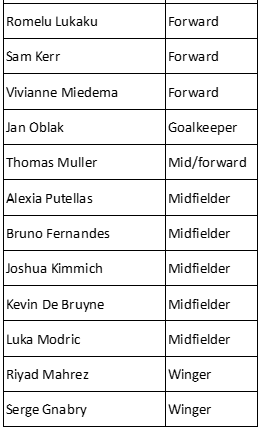 Romelu Lukaku Forward
Sam Kerr Forward
Vivianne Miedema Forward
Jan Oblak Goalkeeper
Thomas Muller Mid/forward
Alexia Putellas Midfielder
Bruno Fernandes Midfielder
Joshua Kimmich Midfielder
Kevin De Bruyne Midfielder
Luka Modric Midfielder
Riyad Mahrez Winger
Serge Gnabry Winger